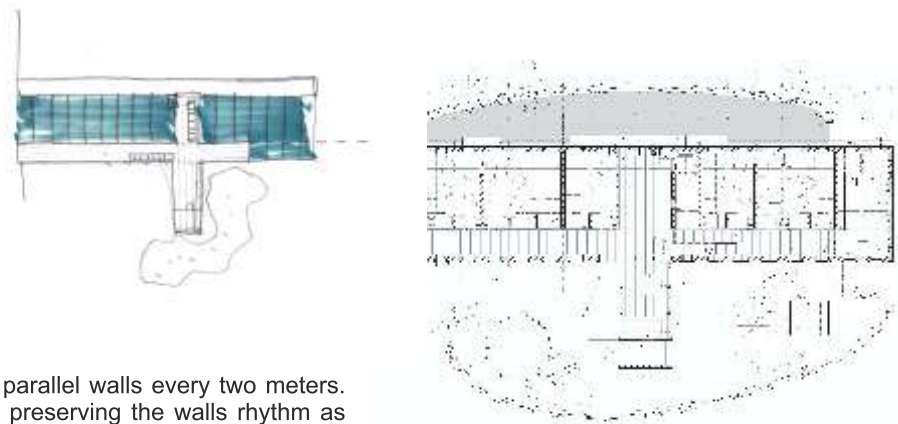 parallel walls every two meters.
preserving the walls rhythm as